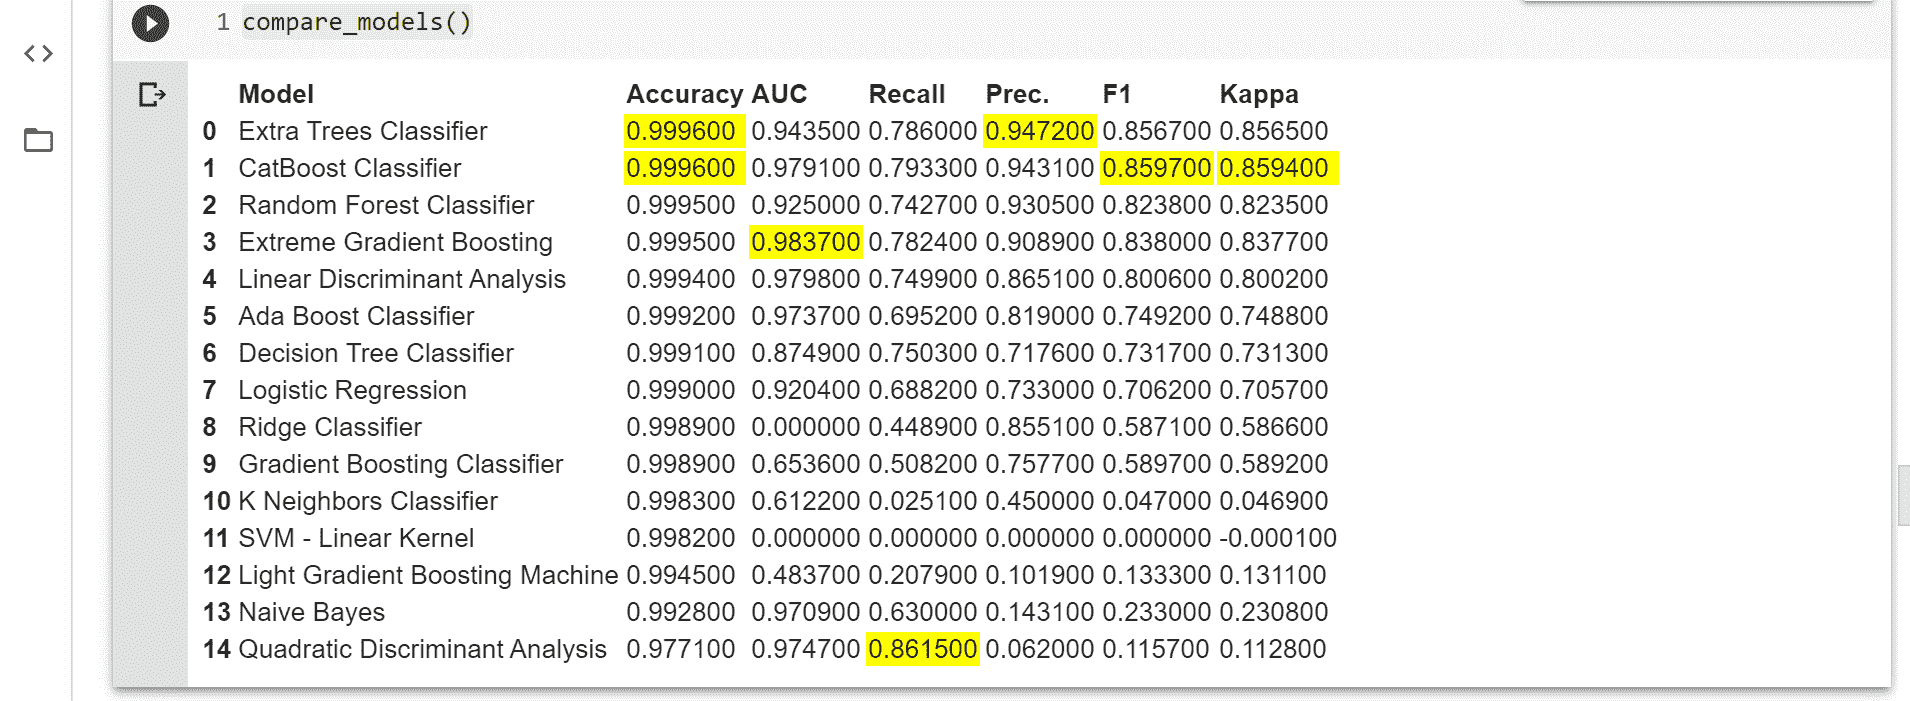 1 compare_models()
Model Accuracy AUC Recall Prec. F1 Kappa
0 Extra Trees Classifier 0.999600 0.943500 0.786000 0.947200 0.856700 0.856500
1 CatBoost Classifier 0.999600 0.979100 0.793300 0.943100 0.859700 0.859400
2 Random Forest Classifier 0.999500 0.925000 0.742700 0.930500 0.823800 0.823500
3 Extreme Gradient Boosting 0.999500 0.983700 0.782400 0.908900 0.838000 0.837700
4 Linear Discriminant Analysis 0.999400 0.979800 0.749900 0.865100 0.800600 0.800200
5 Ada Boost Classifier 0.999200 0.973700 0.695200 0.819000 0.749200 0.748800
6 Decision Tree Classifier 0.999100 0.874900 0.750300 0.717600 0.731700 0.731300
7 Logistic Regression 0.999000 0.920400 0.688200 0.733000 0.706200 0.705700
8 Ridge Classifier 0.998900 0.000000 0.448900 0.855100 0.587100 0.586600
9 Gradient Boosting Classifier 0.998900 0.653600 0.508200 0.757700 0.589700 0.589200
10 K Neighbors Classifier 0.998300 0.612200 0.025100 0.450000 0.047000 0.046900
11 SVM - Linear Kernel 0.998200 0.000000 0.000000 0.000000 0.000000 -0.000100
12 Light Gradient Boosting Machine 0.994500 0.483700 0.207900 0.101900 0.133300 0.131100
13 Naive Bayes 0.992800 0.970900 0.630000 0.143100 0.233000 0.230800
14 Quadratic Discriminant Analysis 0.977100 0.974700 0.861500 0.062000 0.115700 0.112800